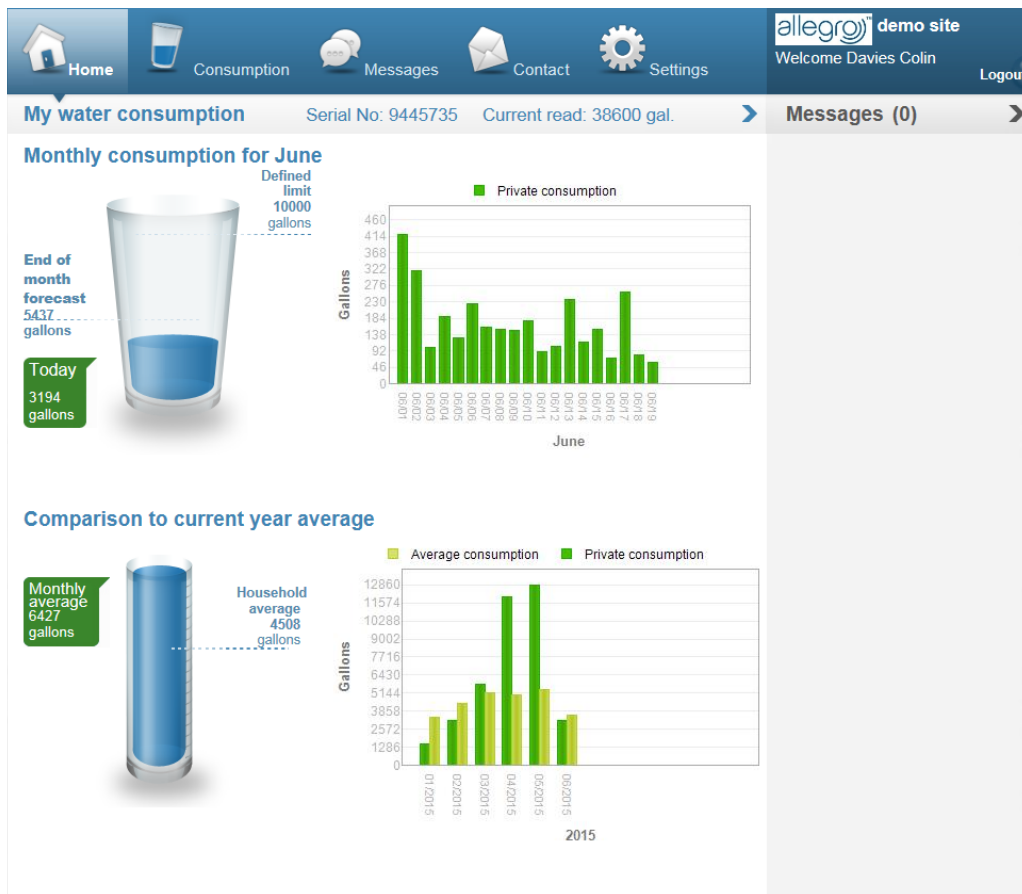 Home
Consumption
Messages
Contact
Settings
allegro™ demo site
Welcome Davies Colin
Logout
My water consumption
Serial No: 9445735
Current read: 38600 gal.
Messages (0)
Monthly consumption for June
Defined
limit
10000
gallons
End of
month
forecast
5437
gallons
Today
3194
gallons
Private consumption
Gallons
460
414
368
322
276
230
184
138
92
46
0
06/01
06/02
06/03
06/04
06/05
06/06
06/07
06/08
06/09
06/10
06/11
06/12
06/13
06/14
06/15
06/16
06/17
06/18
06/19
June
Comparison to current year average
Monthly
average
6427
gallons
Household
average
4508
gallons
Average consumption
Private consumption
Gallons
12860
11574
10288
9002
7716
6430
5144
3858
2572
1286
0
01/2015
02/2015
03/2015
04/2015
05/2015
06/2015
2015